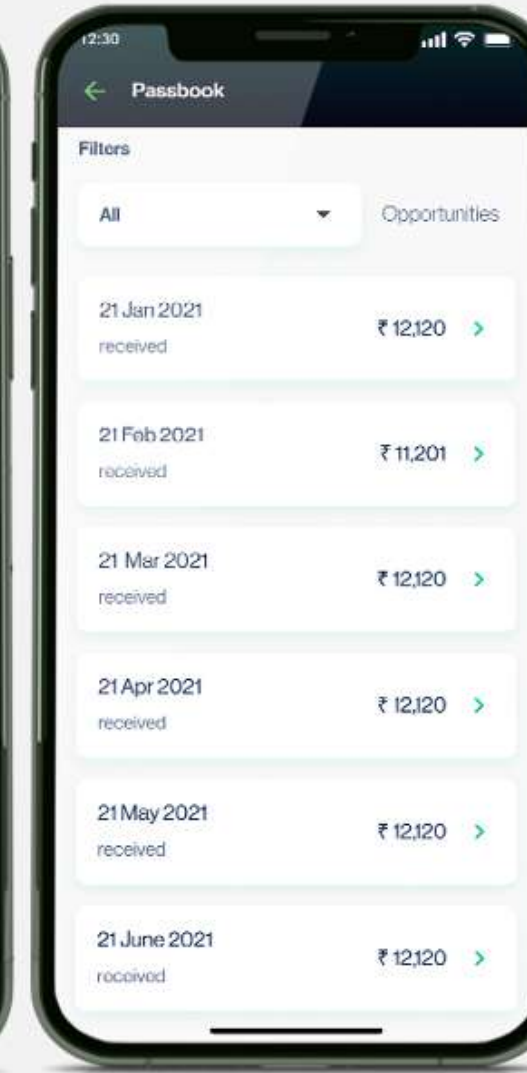 12:30
Passbook
Filters
All
Opportunities
21 Jan 2021
₹ 12,120
received
21 Feb 2021
₹ 11,201
received
21 Mar 2021
₹ 12,120
received
21 Apr 2021
₹ 12,120
received
21 May 2021
₹ 12,120
received
21 June 2021
₹ 12,120
received